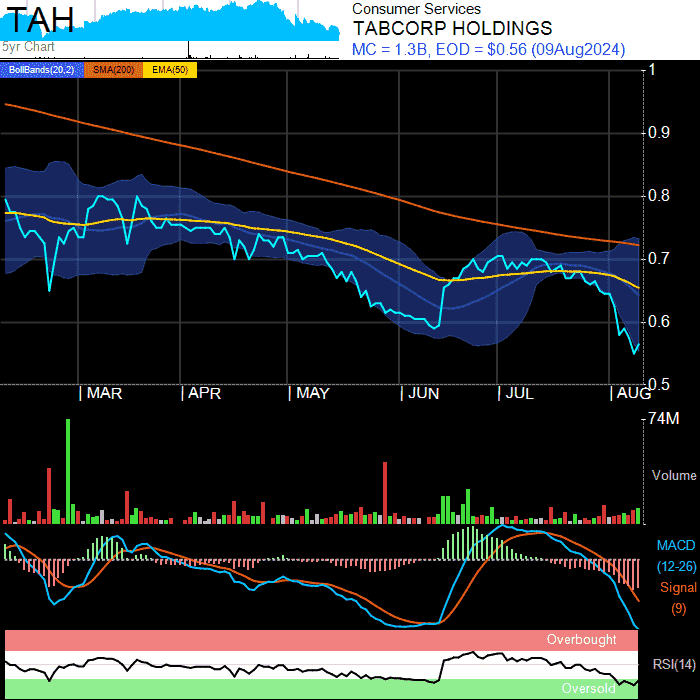 TAH
5yr Chart
Consumer Services
TABCORP HOLDINGS
MC = 1.3B, EOD = $0.56 (09Aug2024)
BollBands(20,2) SMA(200) EMA(50)
1
0.9
0.8
0.7
0.6
0.5
MAR APR MAY JUN JUL AUG
74M
Volume
MACD
(12-26)
Signal
(9)
Overbought
RSI(14)
Oversold